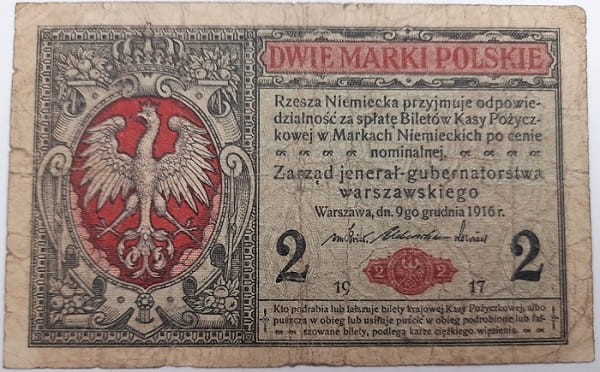 DWIE MARKI POLSKIE
Rzesza Niemiecka przyjmuje odpowie-
dzialność za spłatę Biletów Kasy Pożycz-
kowej w Markach Niemieckich po cenie
nominalnej.
Zarząd jenerał-gubernatorstwa
warszawskiego
Warszawa, dn. 9go grudnia 1916 r.
2 19 2 2 17 2
Kto podrabia lub fałszuje bilety krajowej Kasy Pożyczkowej, albo
puszcza w obieg lub usiłuje puścić w obieg podrobione lub fał-
szowane bilety, podlega karze ciężkiego więzienia.